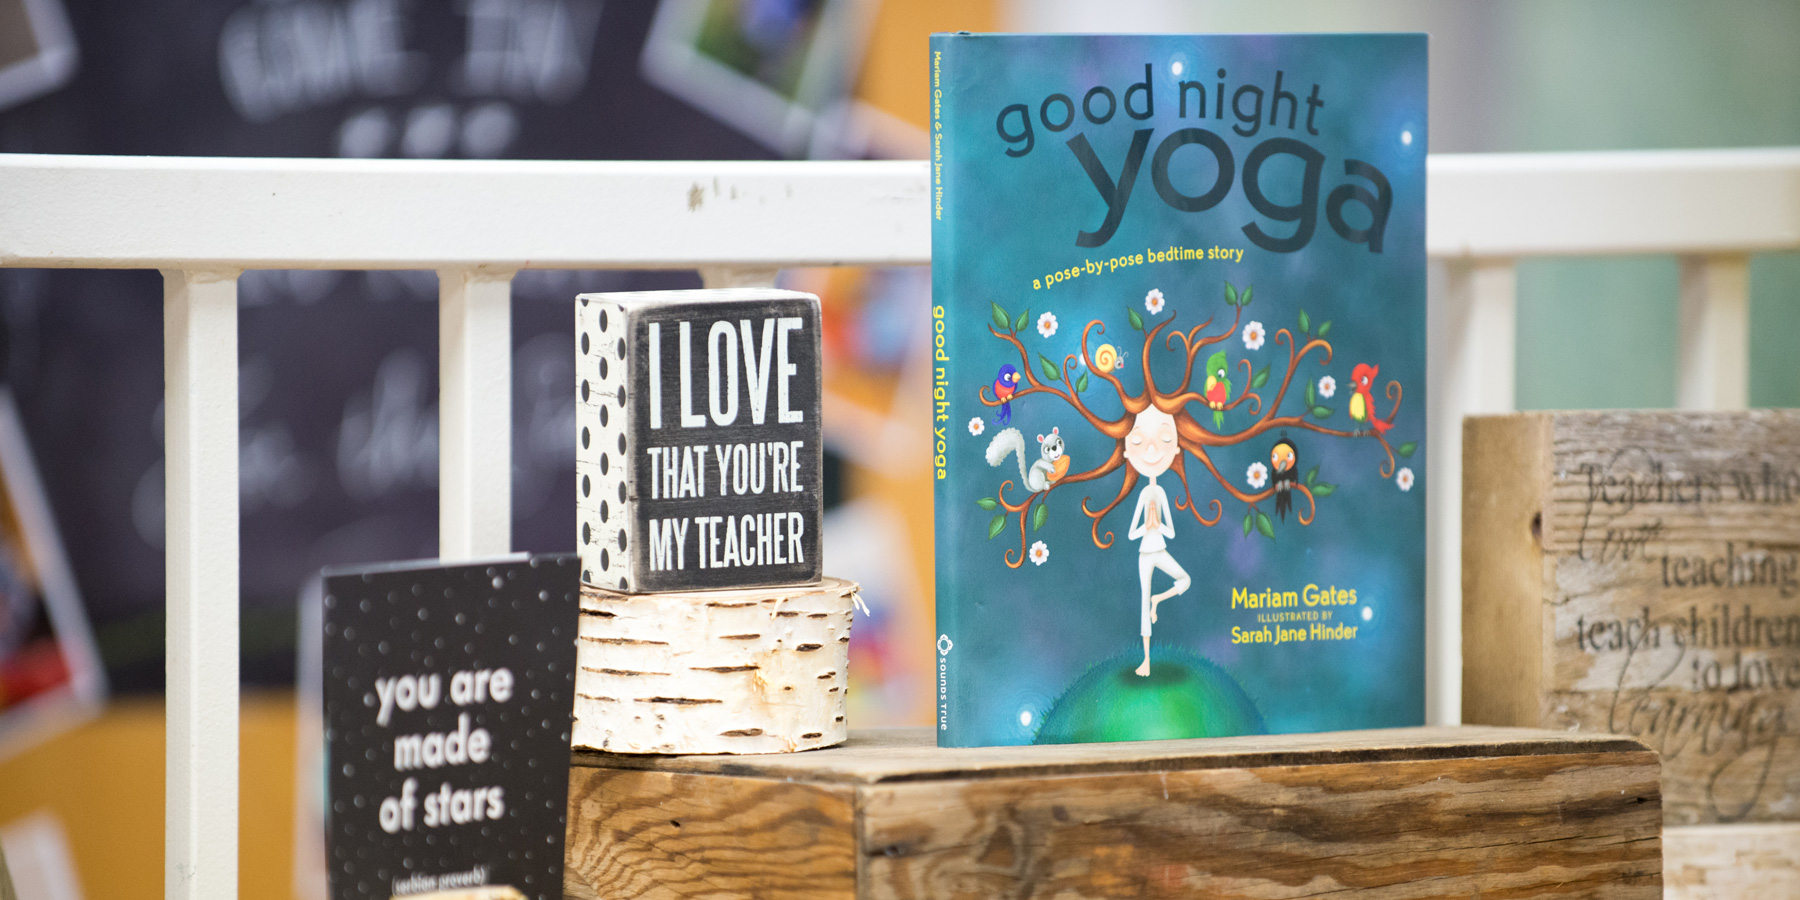 COME IN
good night
yoga
a pose-by-pose bedtime story
Mariam Gates
ILLUSTRATED BY
Sarah Jane Hinder
Mariam Gates & Sarah Jane Hinder
good night yoga
SOUNDS TRUE
I LOVE
THAT YOU'RE
MY TEACHER
you are
made
of stars
(serbian proverb)
Teachers who
love
teaching
teach children
to love
learning